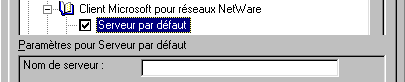 Client Microsoft pour réseaux NetWare
Serveur par défaut
Paramètres pour Serveur par défaut
Nom de serveur :